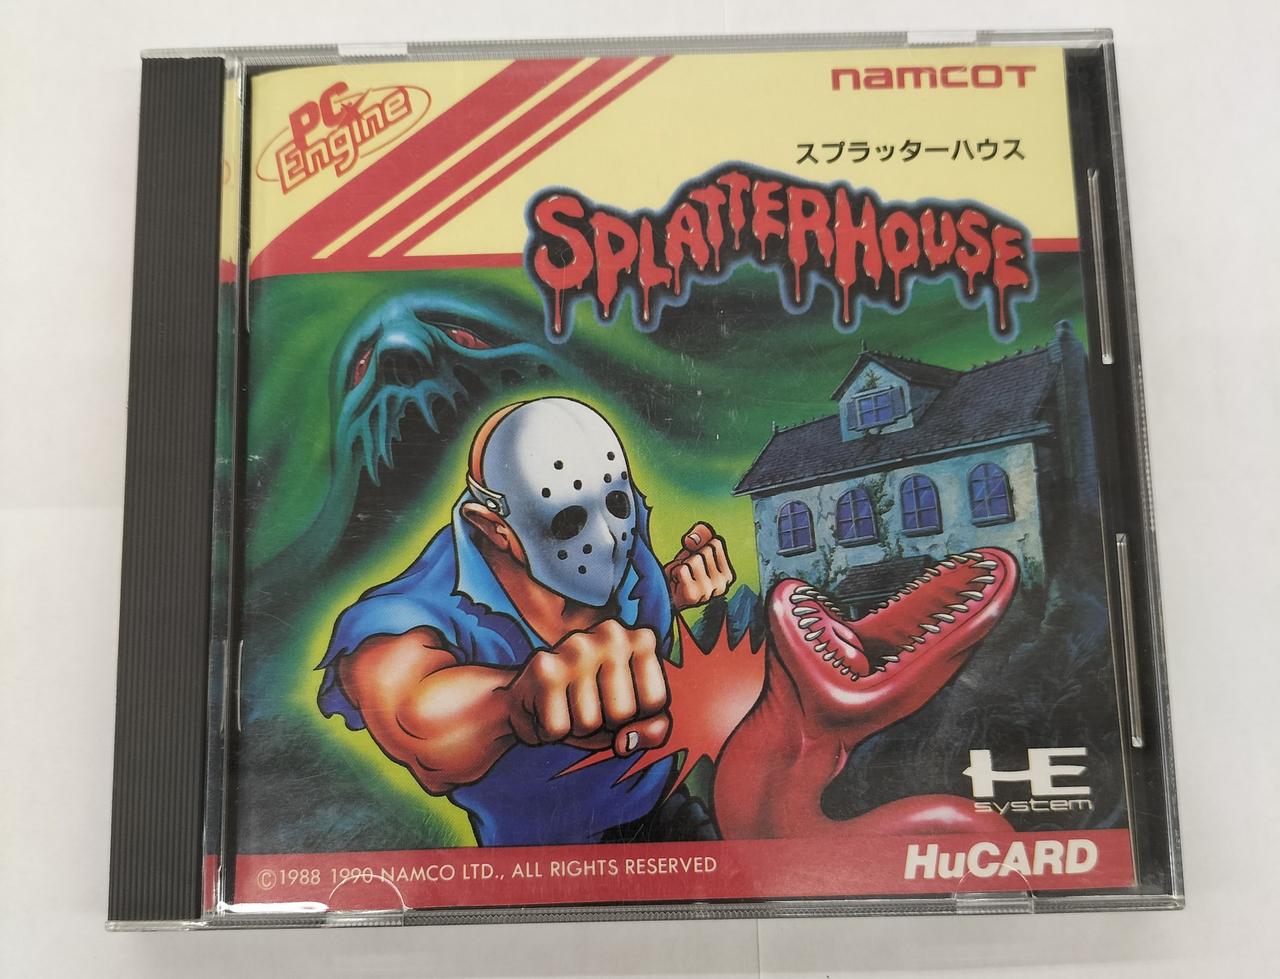 PC Engine
namcot
スプラッターハウス
SPLATTERHOUSE
HE
system
HuCARD
©1988 1990 NAMCO LTD., ALL RIGHTS RESERVED